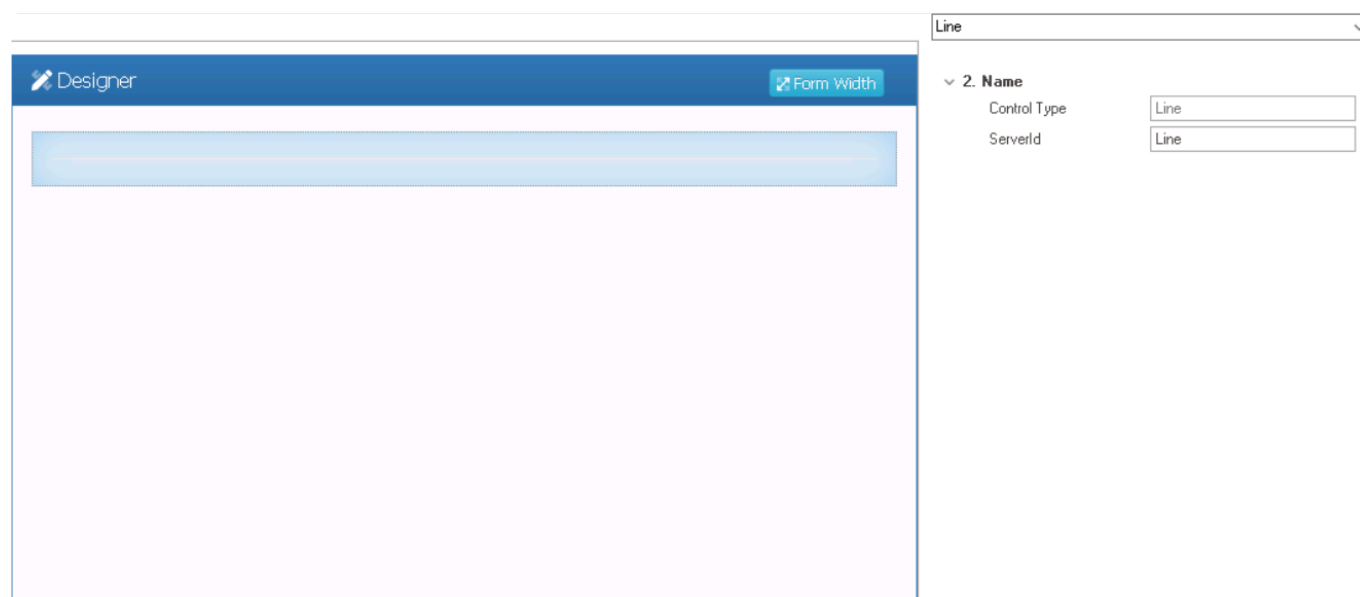 Line
Designer
Form Width
2. Name
Control Type
Line
ServerId
Line